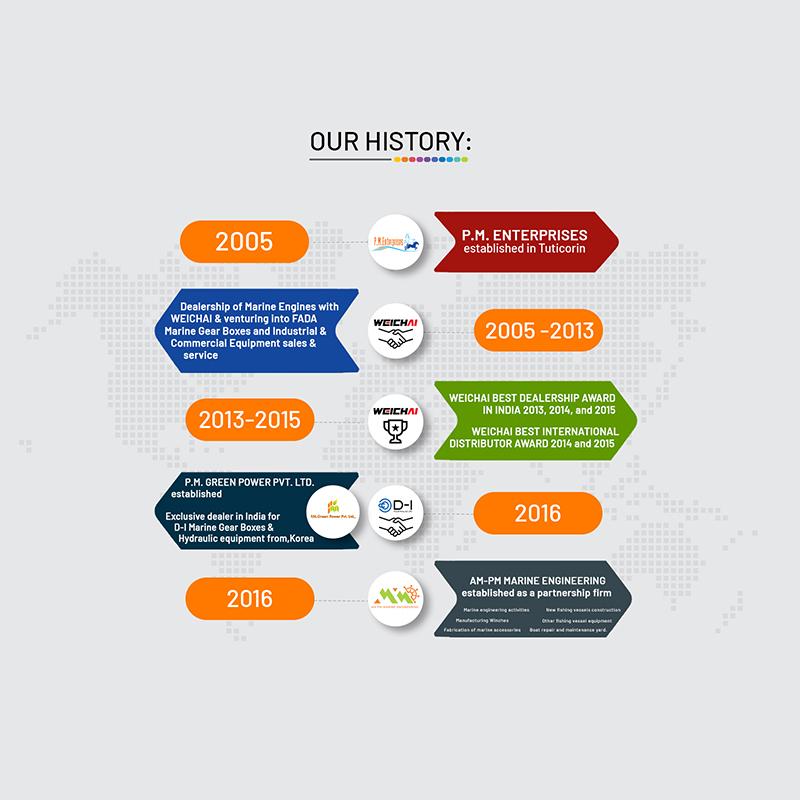 OUR HISTORY:
2005
P.M.Enterprises
P.M. ENTERPRISES
established in Tuticorin
Dealership of Marine Engines with
WEICHAI & venturing into FADA
Marine Gear Boxes and Industrial &
Commercial Equipment sales &
service
WEICHAI
2005 -2013
2013-2015
WEICHAI
WEICHAI BEST DEALERSHIP AWARD
IN INDIA 2013, 2014, and 2015
WEICHAI BEST INTERNATIONAL
DISTRIBUTOR AWARD 2014 and 2015
P.M. GREEN POWER PVT. LTD.
established
Exclusive dealer in India for
D-I Marine Gear Boxes &
Hydraulic equipment from,Korea
P.M.Green Power Pvt. Ltd.,
D-I
2016
2016
AM PM MARINE ENGINEERING
AM-PM MARINE ENGINEERING
established as a partnership firm
Marine engineering activities
New fishing vessels construction
Manufacturing Winches
Other fishing vessel equipment
Fabrication of marine accessories
Boat repair and maintenance yard.